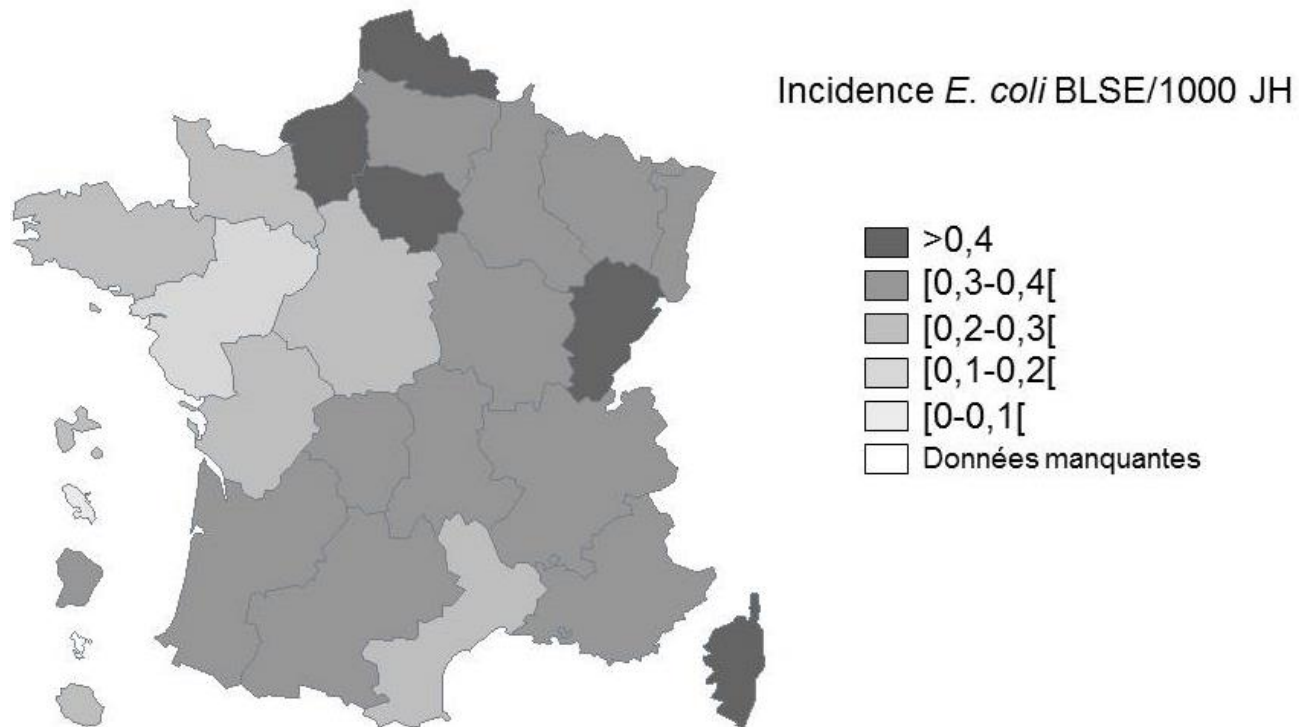 Incidence E. coli BLSE/1000 JH
>0,4
[0,3-0,4[
[0,2-0,3[
[0,1-0,2[
[0-0,1[
Données manquantes